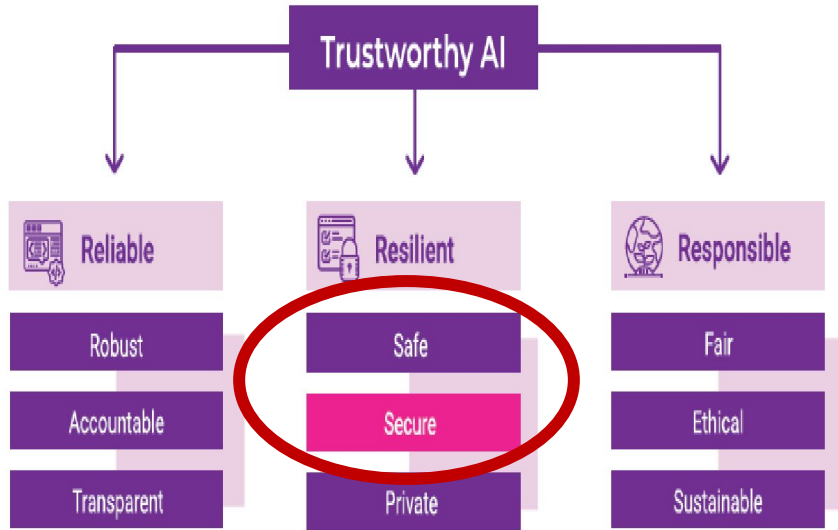 Trustworthy AI
Reliable
Resilient
Responsible
Robust
Safe
Fair
Accountable
Secure
Ethical
Transparent
Private
Sustainable